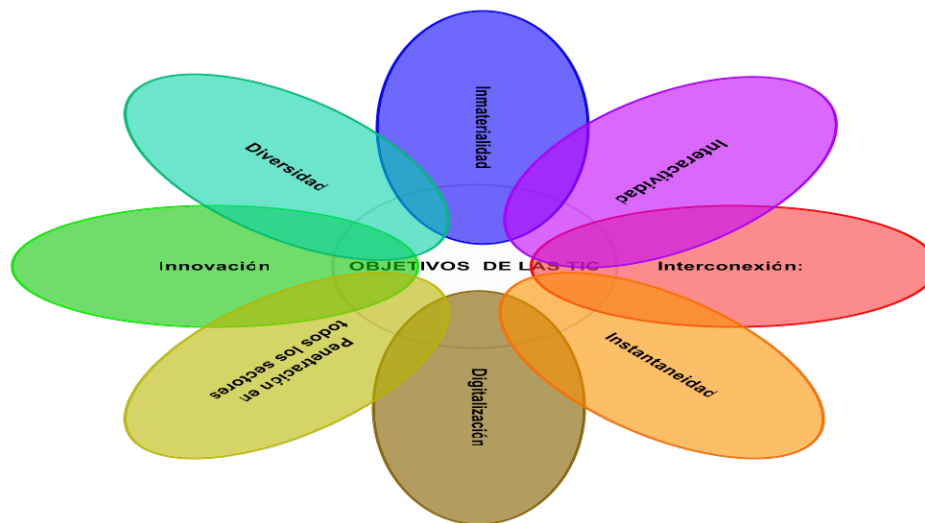 Inmaterialidad
Interactividad
Interconexión:
Instantaneidad
Digitalización
Penetración en
todos los sectores
Innovación
Diversidad
OBJETIVOS DE LAS TIC